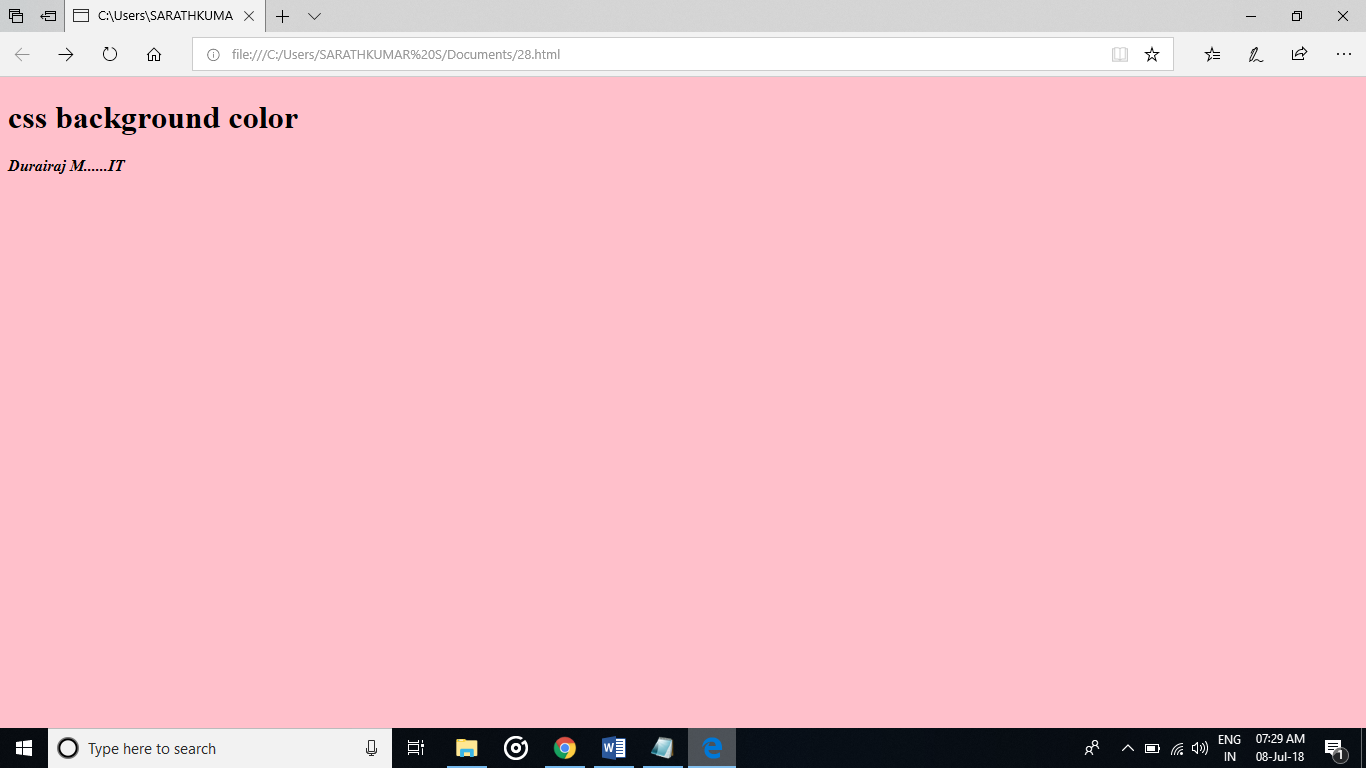 C:\Users\SARATHKUMA
file:///C:/Users/SARATHKUMAR%20S/Documents/28.html
css background color
Durairaj M......IT
Type here to search
W
ENG
IN
07:29 AM
08-Jul-18
1